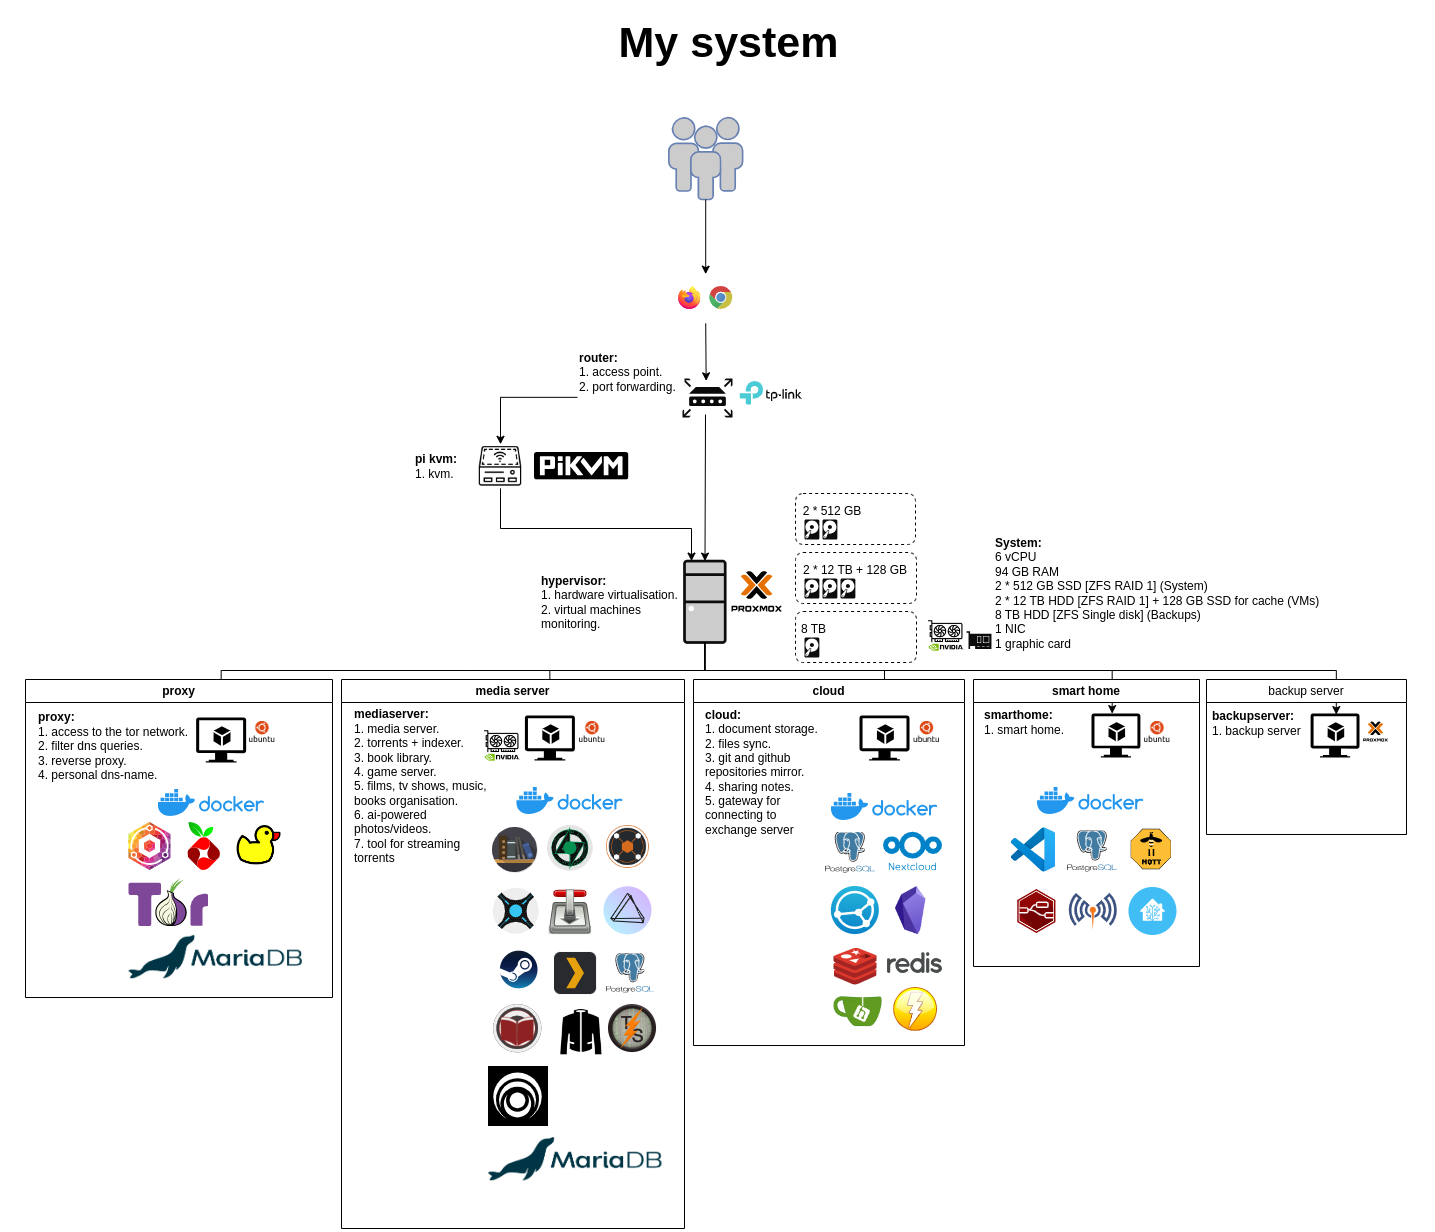 My system
router:
1. access point.
2. port forwarding.
tp-link
pi kvm:
1. kvm.
PiKVM
2 * 512 GB
2 * 12 TB + 128 GB
8 TB
hypervisor:
1. hardware virtualisation.
2. virtual machines
monitoring.
PROXMOX
NVIDIA
System:
6 vCPU
94 GB RAM
2 * 512 GB SSD [ZFS RAID 1] (System)
2 * 12 TB HDD [ZFS RAID 1] + 128 GB SSD for cache (VMs)
8 TB HDD [ZFS Single disk] (Backups)
1 NIC
1 graphic card
proxy
proxy:
1. access to the tor network.
2. filter dns queries.
3. reverse proxy.
4. personal dns-name.
ubuntu
docker
Tor
MariaDB
media server
mediaserver:
1. media server.
2. torrents + indexer.
3. book library.
4. game server.
5. films, tv shows, music,
books organisation.
6. ai-powered
photos/videos.
7. tool for streaming
torrents
NVIDIA
ubuntu
docker
PostgreSQL
TS
MariaDB
cloud
cloud:
1. document storage.
2. files sync.
3. git and github
repositories mirror.
4. sharing notes.
5. gateway for
connecting to
exchange server
ubuntu
docker
PostgreSQL
Nextcloud
redis
smart home
smarthome:
1. smart home.
ubuntu
docker
PostgreSQL
MQTT
backup server
backupserver:
1. backup server
PROXMOX